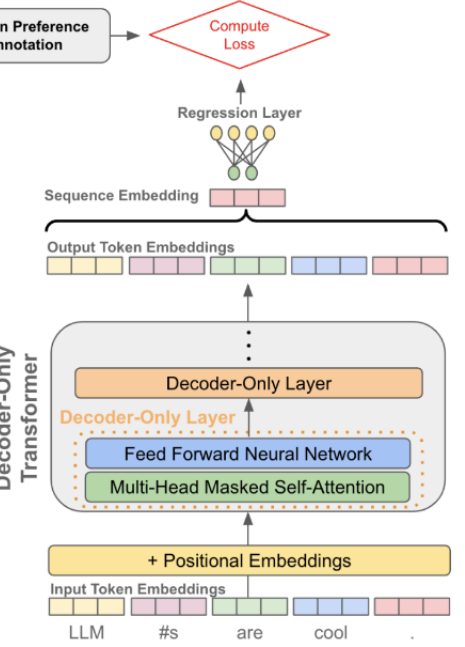 n Preference
nnotation
Compute
Loss
Regression Layer
Sequence Embedding
Output Token Embeddings
Decoder-Only
Transformer
Decoder-Only Layer
Decoder-Only Layer
Feed Forward Neural Network
Multi-Head Masked Self-Attention
+ Positional Embeddings
Input Token Embeddings
LLM #s are cool .